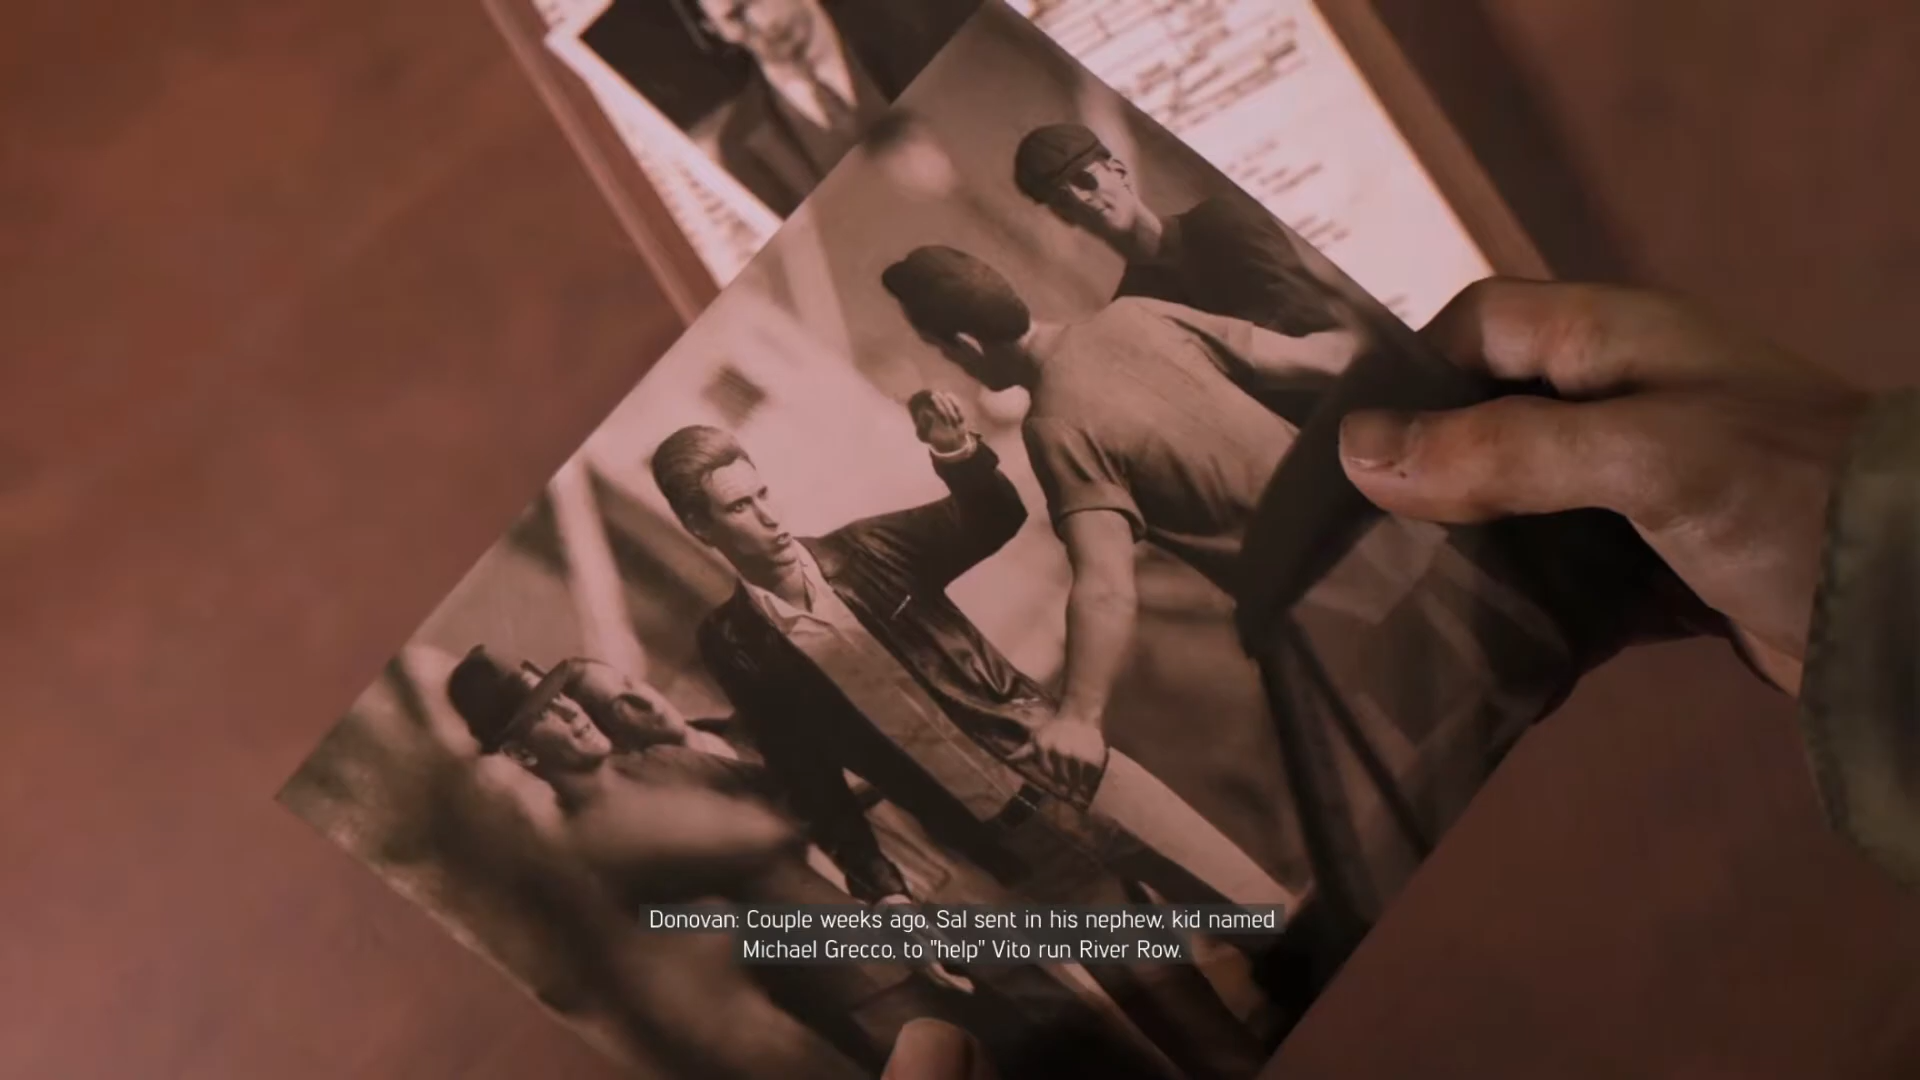 Donovan: Couple weeks ago, Sal sent in his nephew, kid named
Michael Grecco, to "help" Vito run River Row.